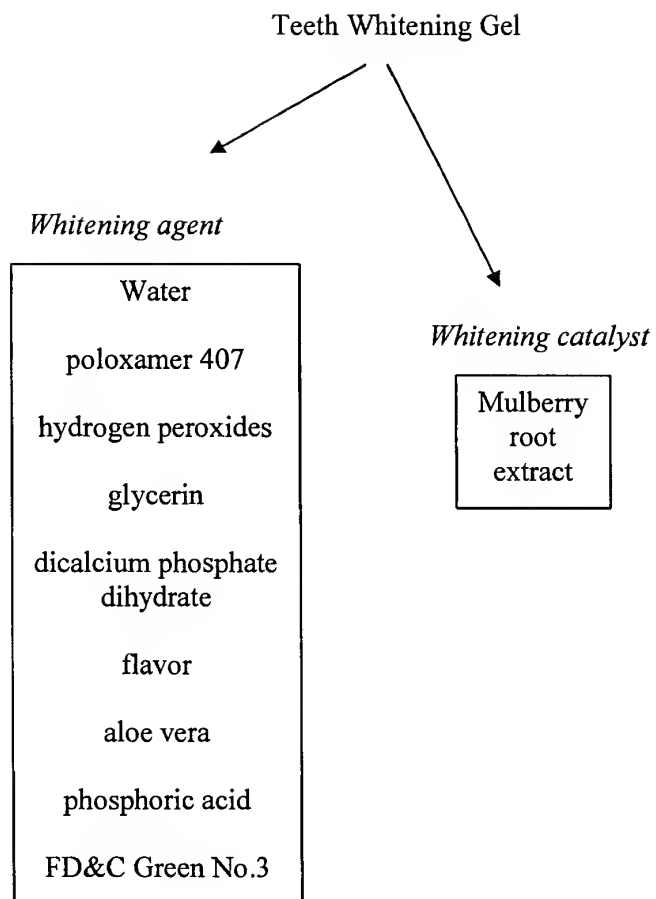 Teeth Whitening Gel
Whitening agent
Water
poloxamer 407
hydrogen peroxides
glycerin
dicalcium phosphate
dihydrate
flavor
aloe vera
phosphoric acid
FD&C Green No.3
Whitening catalyst
Mulberry
root
extract